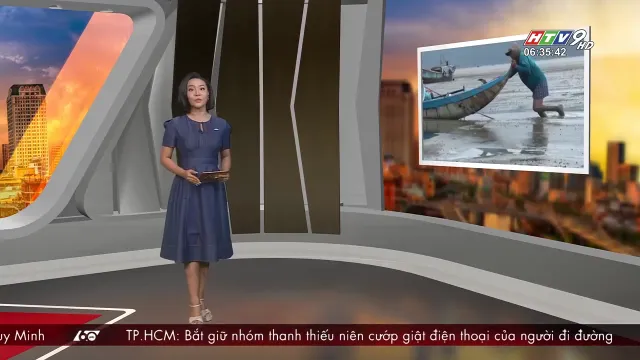 HTV9 HD
06:35:42
uy Minh 60 TP.HCM: Bắt giữ nhóm thanh thiếu niên cướp giật điện thoại của người đi đường